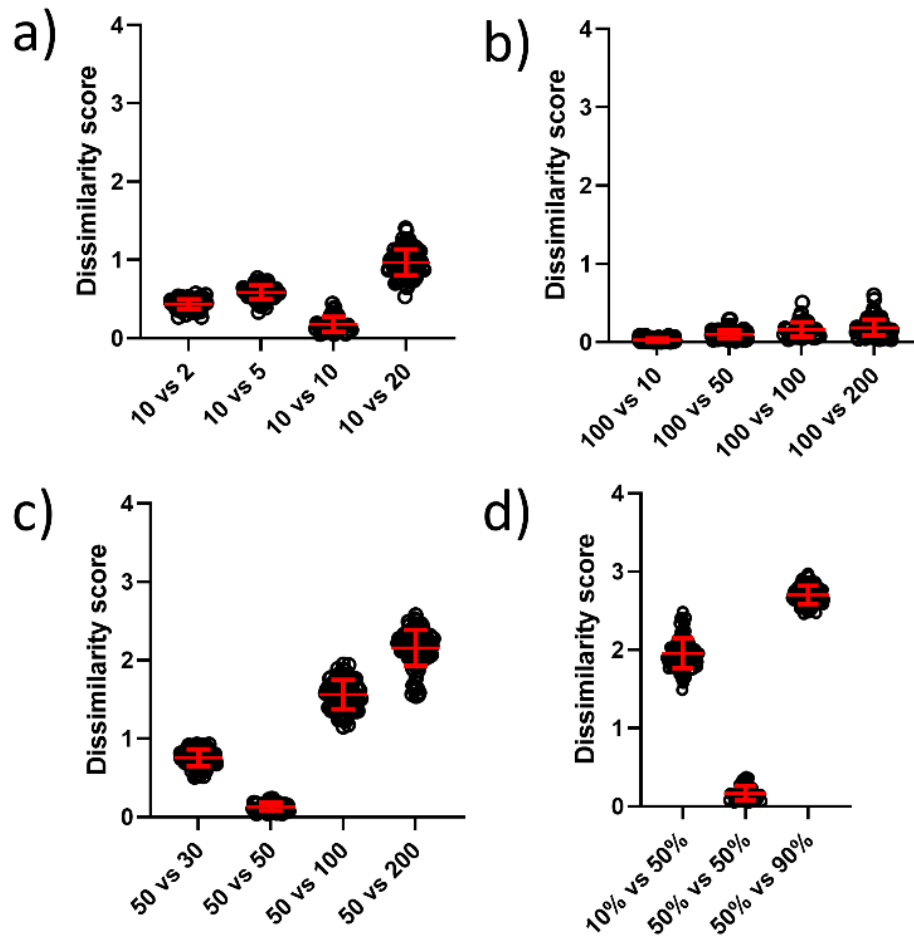 a)
Dissimilarity score
4
3
2
1
0
10 vs 2
10 vs 5
10 vs 10
10 vs 20
b)
Dissimilarity score
4
3
2
1
0
100 vs 10
100 vs 50
100 vs 100
100 vs 200
c)
Dissimilarity score
4
3
2
1
0
50 vs 30
50 vs 50
50 vs 100
50 vs 200
d)
Dissimilarity score
4
3
2
1
0
10% vs 50%
50% vs 50%
50% vs 90%